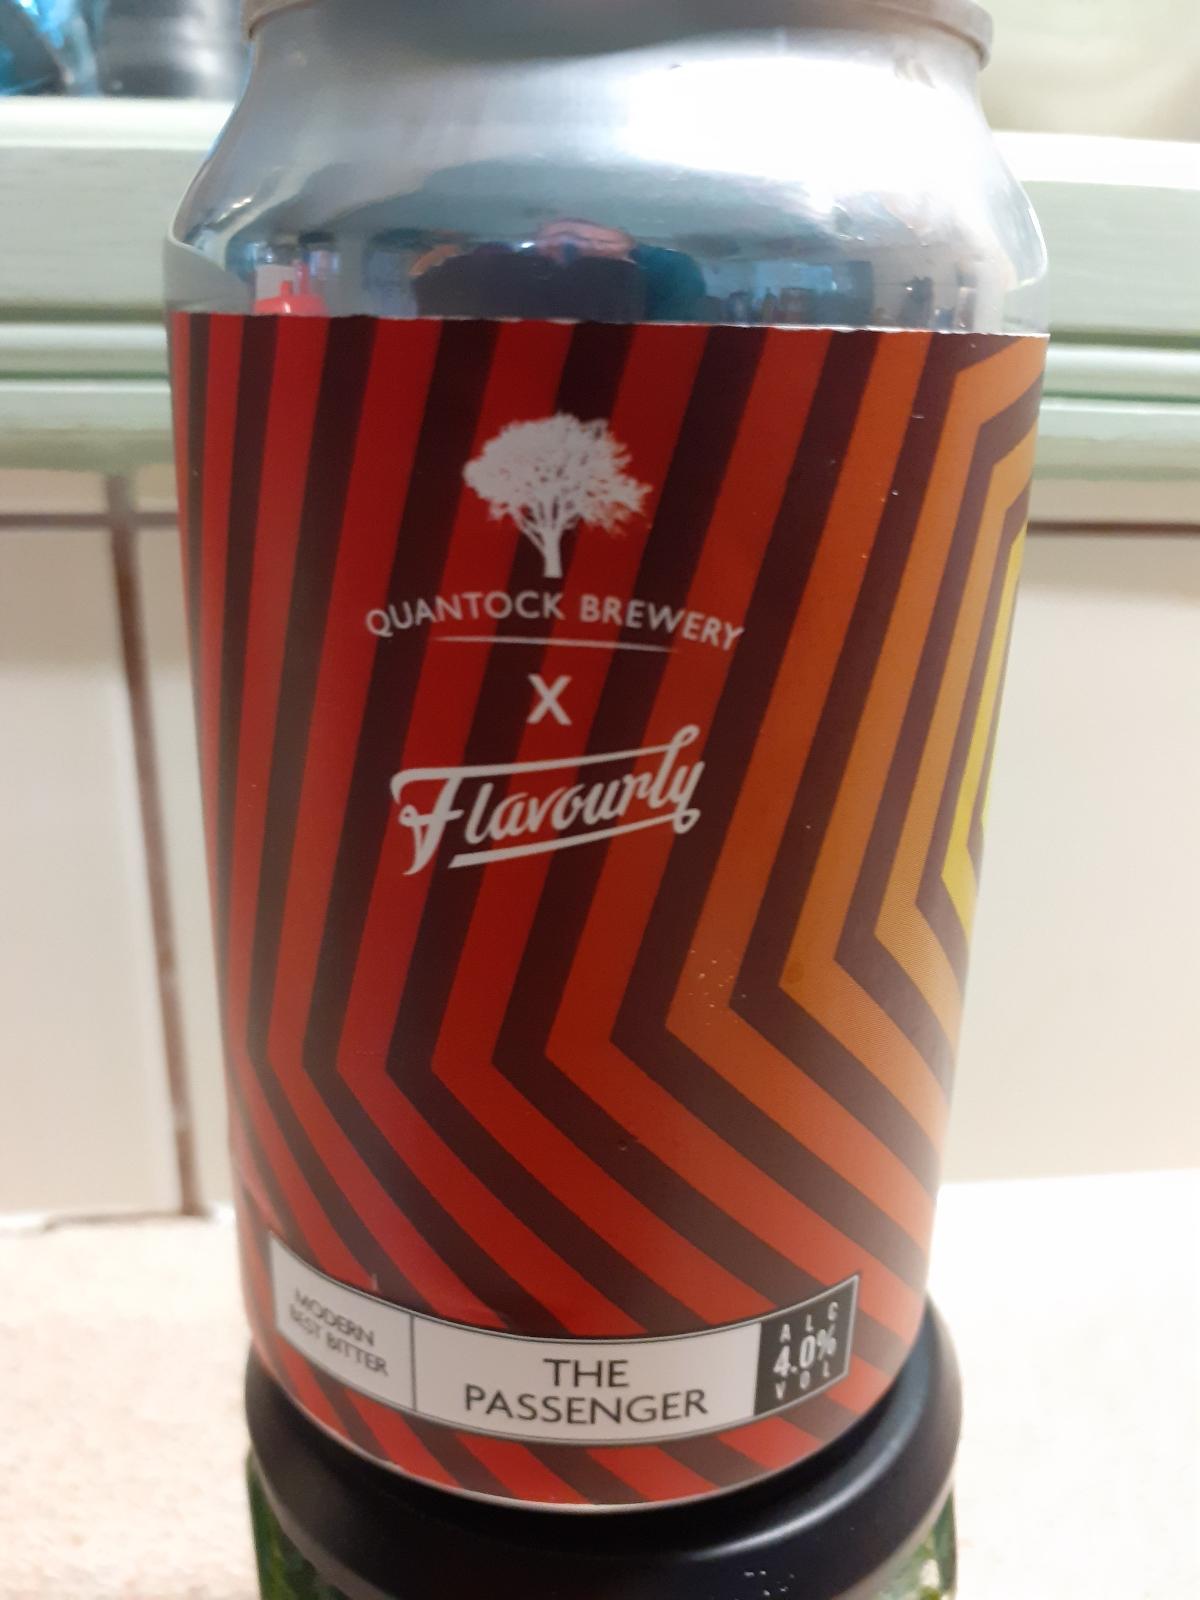 QUANTOCK BREWERY
X
Flavourly
MODERN
BEST BITTER
THE
PASSENGER
ALC
4.0%
VOL